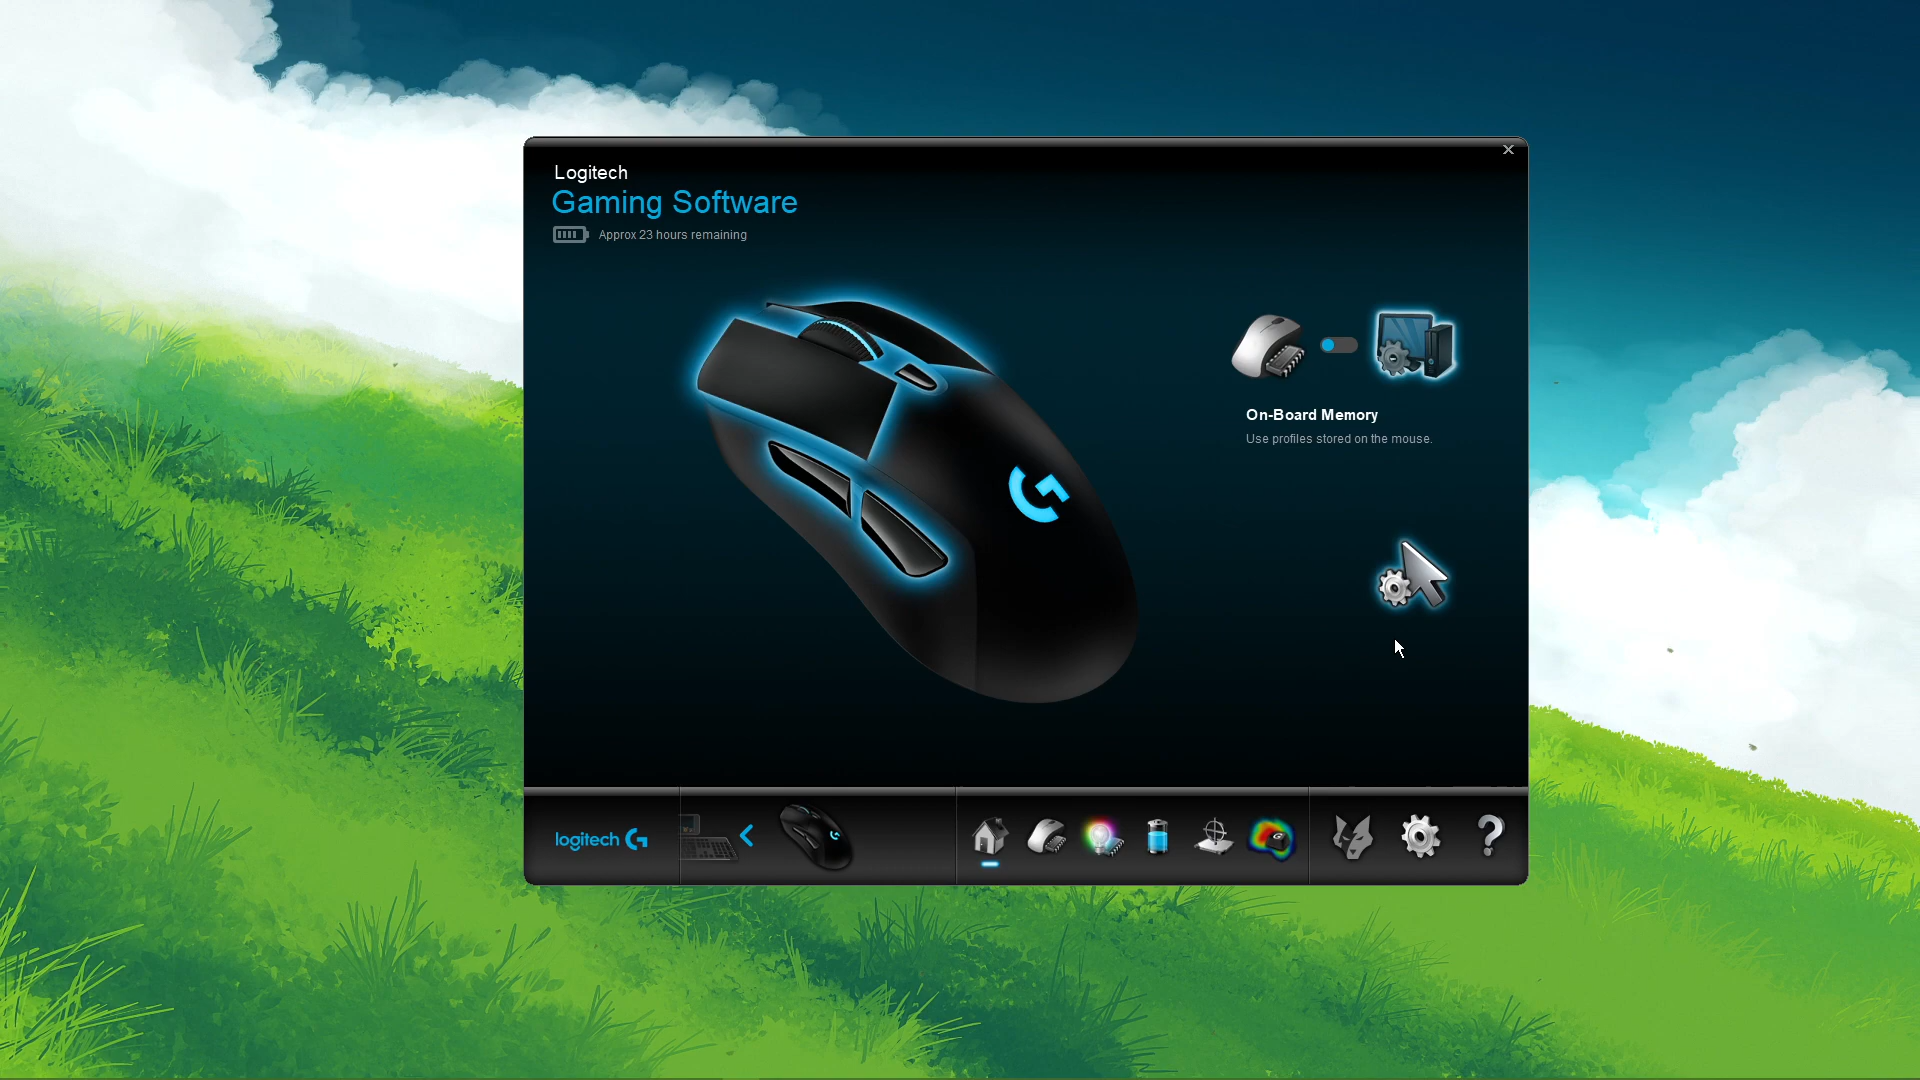 Logitech
Gaming Software
Approx 23 hours remaining
On-Board Memory
Use profiles stored on the mouse.
logitech